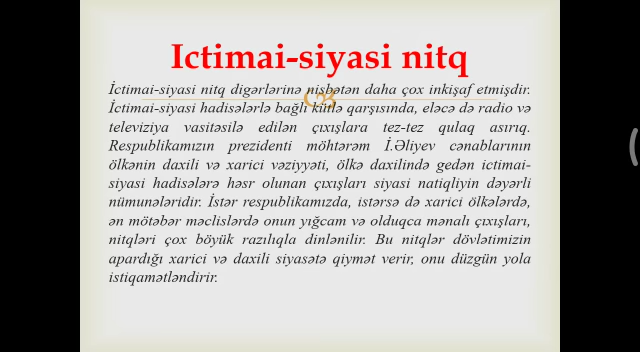 Ictimai-siyasi nitq
İctimai-siyasi nitq digərlərinə nisbətən daha çox inkişaf etmişdir.
İctimai-siyasi hadisələrlə bağlı kütlə qarşısında, eləcə də radio və
televiziya vasitəsilə edilən çıxışlara tez-tez qulaq asırıq.
Respublikamızın prezidenti möhtərəm İ.Əliyev cənablarının
ölkənin daxili və xarici vəziyyəti, ölkə daxilində gedən ictimai-
siyasi hadisələrə həsr olunan çıxışları siyasi natiqliyin dəyərli
nümunələridir. İstər respublikamızda, istərsə də xarici ölkələrdə,
ən mötəbər məclislərdə onun yığcam və olduqca mənalı çıxışları,
nitqləri çox böyük razılıqla dinlənilir. Bu nitqlər dövlətimizin
apardığı xarici və daxili siyasətə qiymət verir, onu düzgün yola
istiqamətləndirir.